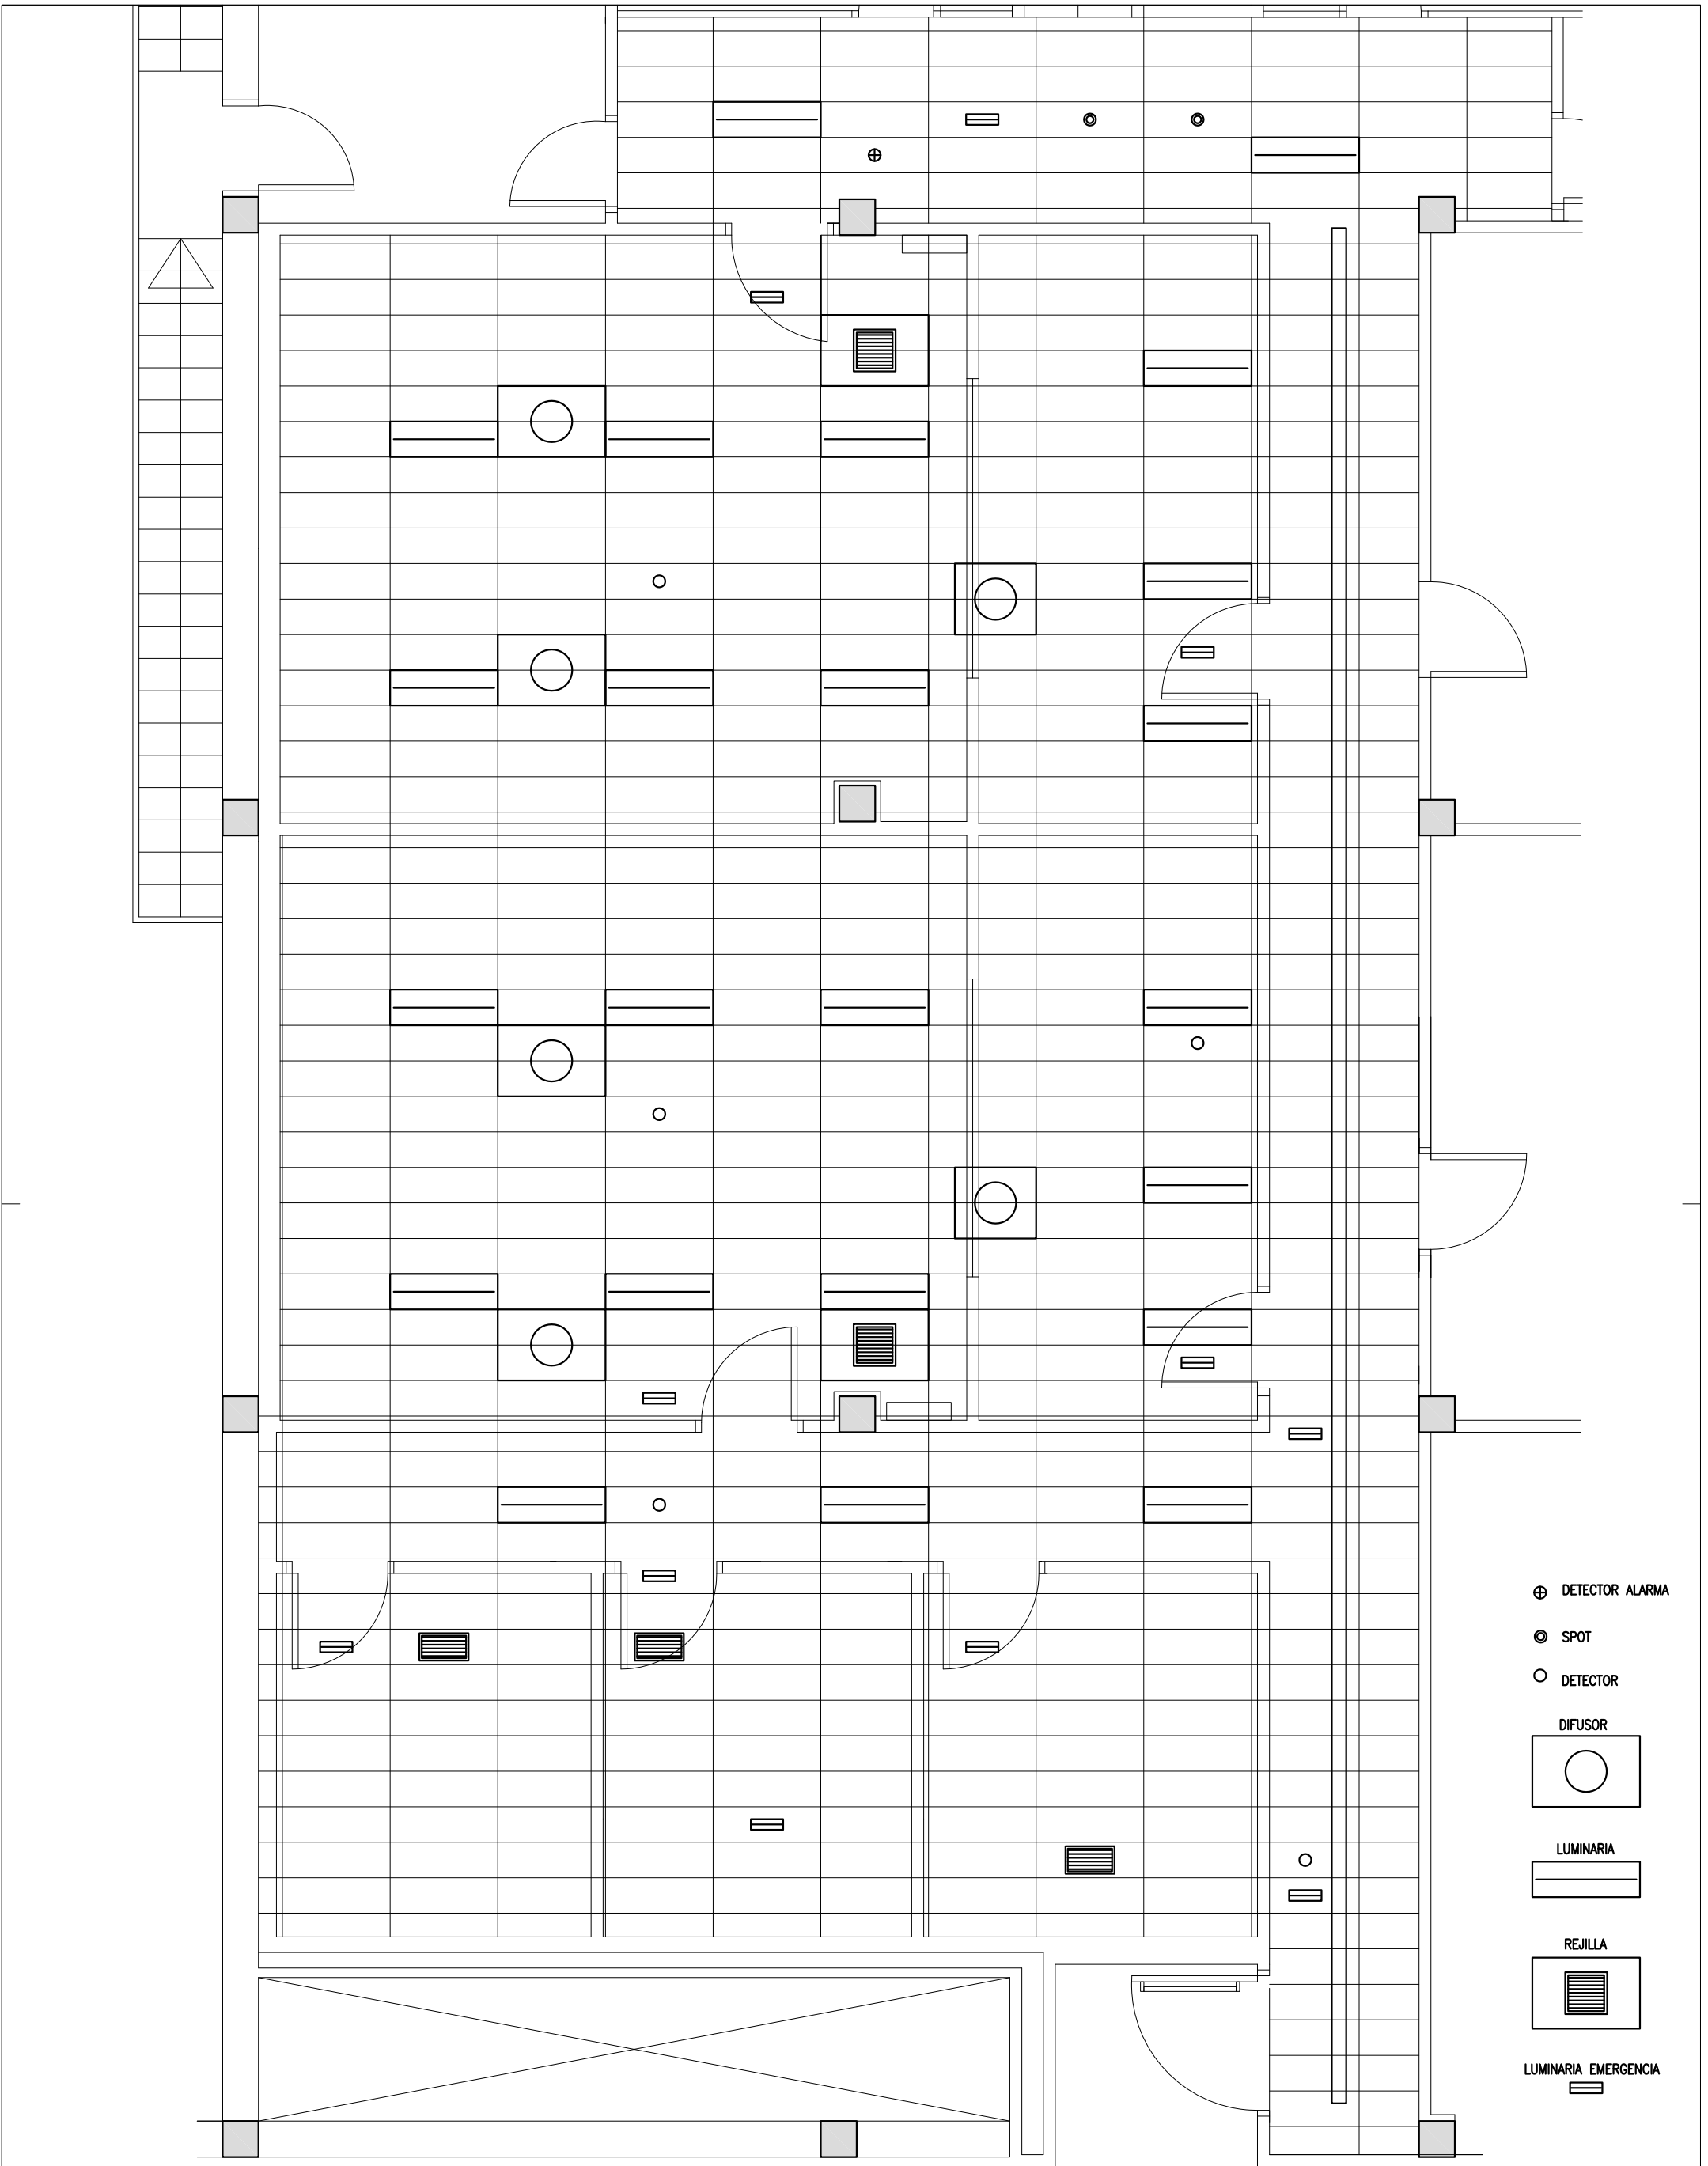 DETECTOR ALARMA
SPOT
DETECTOR
DIFUSOR
LUMINARIA
REJILLA
LUMINARIA EMERGENCIA